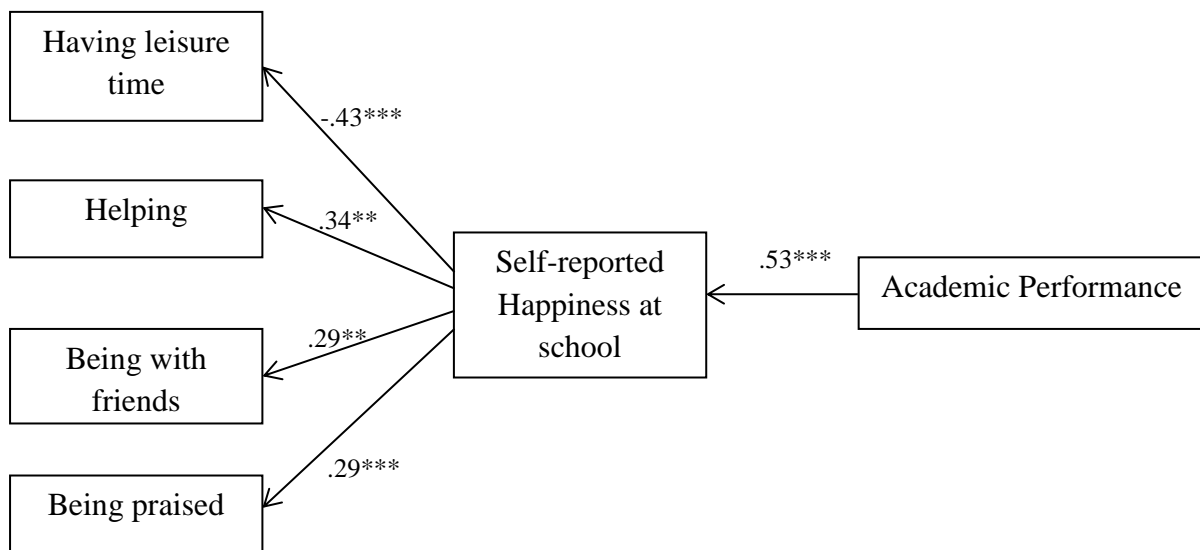 Having leisure
time
-.43***
Helping
.34**
Self-reported
Happiness at
school
.53***
Academic Performance
Being with
friends
.29**
Being praised
.29***